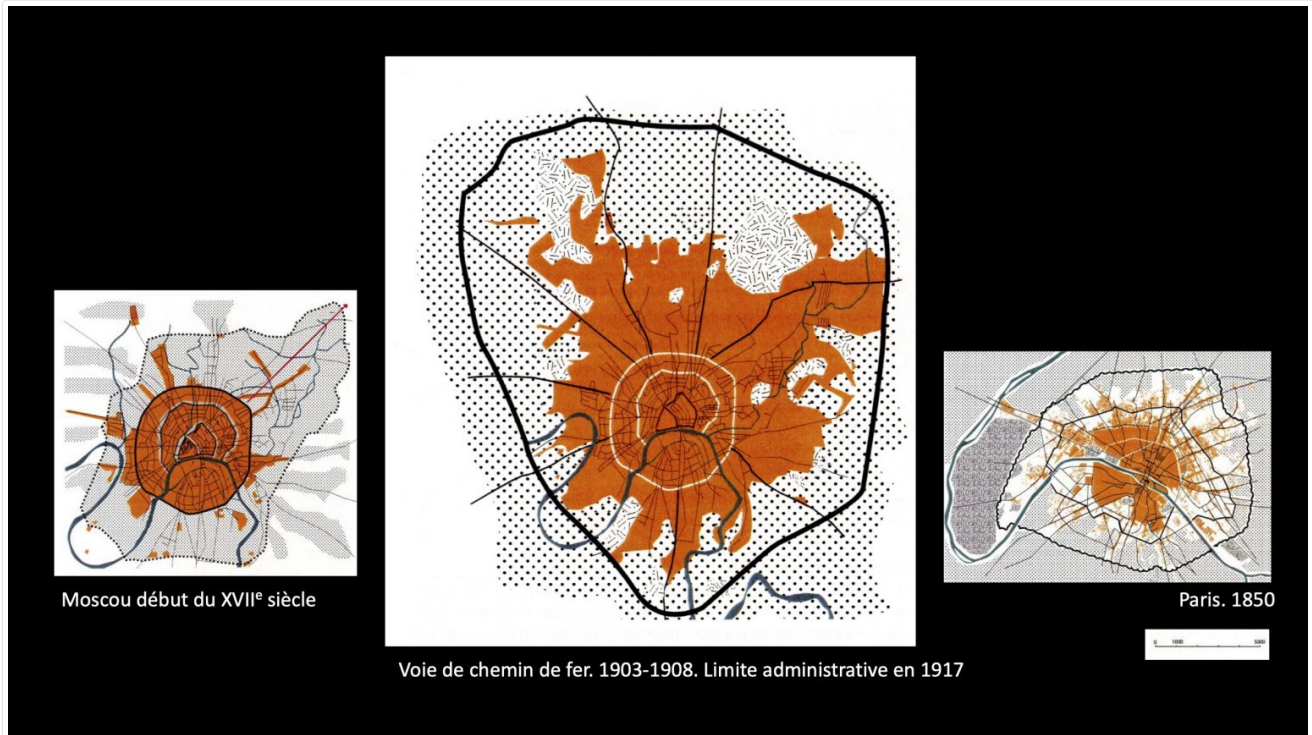 Moscou début du XVIIᵉ siècle
Voie de chemin de fer. 1903-1908. Limite administrative en 1917
Paris. 1850
0 1000 5000